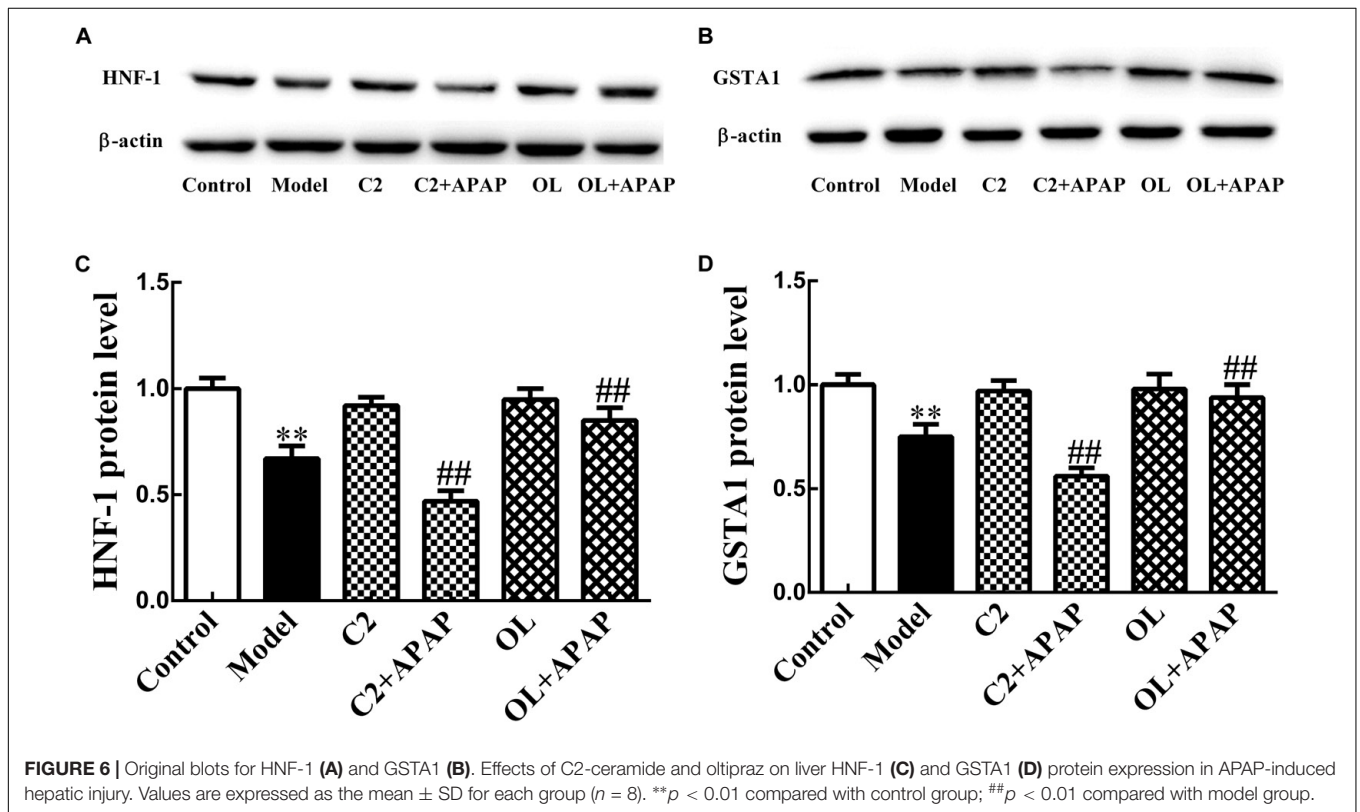 A
HNF-1
β-actin
Control Model C2 C2+APAP OL OL+APAP
B
GSTA1
β-actin
Control Model C2 C2+APAP OL OL+APAP
C
HNF-1 protein level
1.5
1.0
0.5
0.0
**
##
##
Control
Model
C2
C2+APAP
OL
OL+APAP
D
GSTA1 protein level
1.5
1.0
0.5
0.0
**
##
##
Control
Model
C2
C2+APAP
OL
OL+APAP
FIGURE 6 | Original blots for HNF-1 (A) and GSTA1 (B). Effects of C2-ceramide and oltipraz on liver HNF-1 (C) and GSTA1 (D) protein expression in APAP-induced
hepatic injury. Values are expressed as the mean ± SD for each group (n = 8). **p < 0.01 compared with control group; ##p < 0.01 compared with model group.